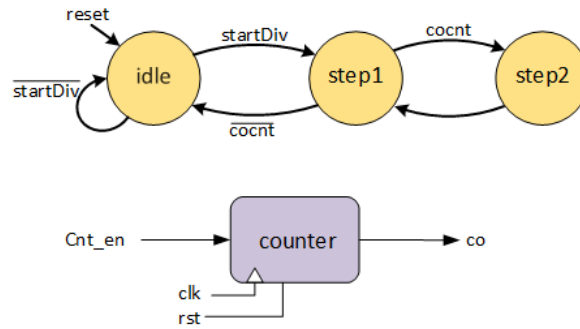 reset
startDiv
cocnt
idle
step1
step2
startDiv
cocnt
Cnt_en
counter
co
clk
rst